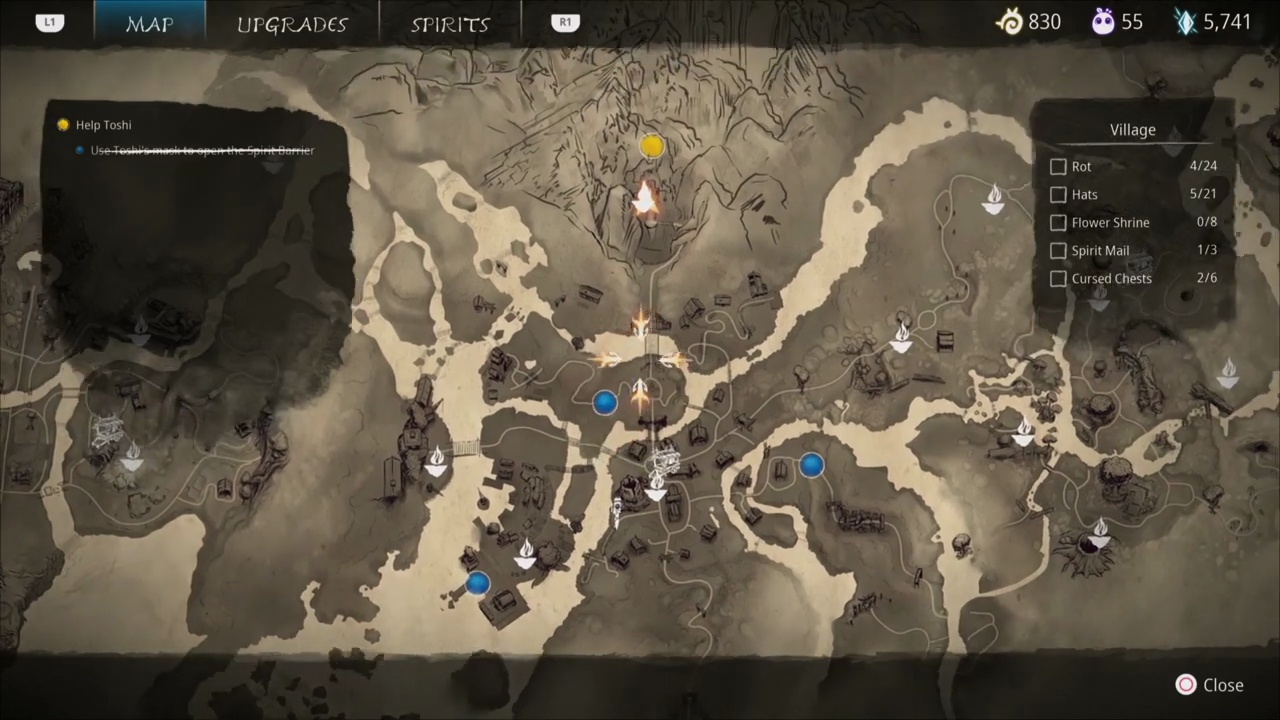 L1 MAP UPGRADES SPIRITS R1 830 55 5,741
Help Toshi
Use Toshi's mask to open the Spirit Barrier
Village
Rot 4/24
Hats 5/21
Flower Shrine 0/8
Spirit Mail 1/3
Cursed Chests 2/6
Close